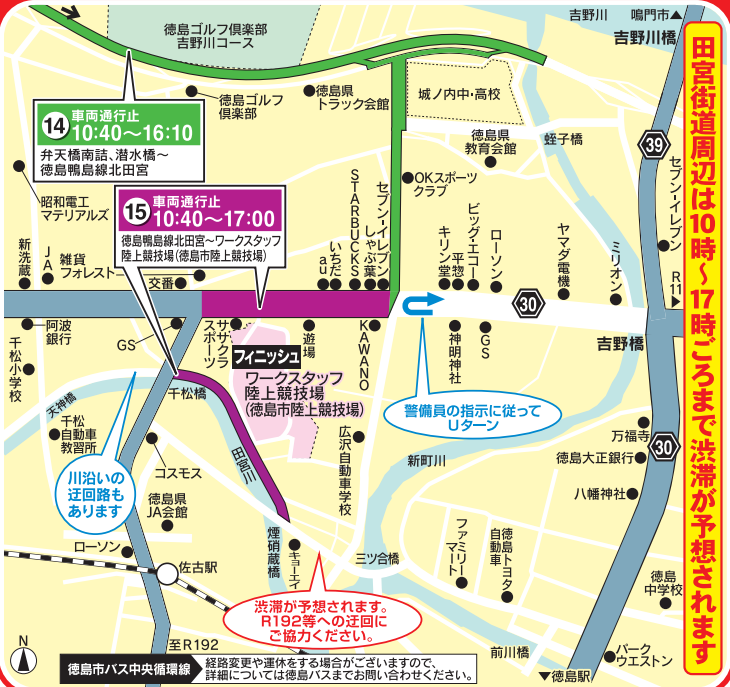 吉野川
鳴門市▲
吉野川橋
徳島ゴルフ倶楽部
吉野川コース
徳島ゴルフ
倶楽部
徳島県
トラック会館
城ノ内中・高校
14
車両通行止
10:40～16:10
弁天橋南詰、潜水橋～
徳島鴨島線北田宮
徳島県
教育会館
蛭子橋
39
セブン-イレブン
R11
▶
OKスポーツ
クラブ
昭和電工
マテリアルズ
15
車両通行止
10:40～17:00
徳島鴨島線北田宮～ワークスタッフ
陸上競技場(徳島市陸上競技場)
新洗蔵
JA
雑貨
フォレスト
交番
au
いちだ
STARBUCKS
しゃぶ葉
セブン-イレブン
キリン堂
平惣
ビッグ・エコー
ローソン
ヤマダ電機
ミリオン
30
阿波
銀行
GS
千松小学校
ササクラ
スポーツ
遊場
KAWANO
神明神社
GS
吉野橋
フィニッシュ
ワークスタッフ
陸上競技場
(徳島市陸上競技場)
警備員の指示に従って
Uターン
天神橋
千松橋
千松
自動車
教習所
田宮川
広沢自動車学校
新町川
万福寺
徳島大正銀行
30
八幡神社
川沿いの
迂回路も
あります
コスモス
徳島県
JA会館
ローソン
佐古駅
煙硝蔵橋
キョーエイ
三ツ合橋
ファミリーマート
徳島トヨタ
自動車
徳島
中学校
渋滞が予想されます。
R192等への迂回に
ご協力ください。
至R192
前川橋
パーク
ウエストン
▼徳島駅
N
徳島市バス中央循環線
経路変更や運休をする場合がございますので、
詳細については徳島バスまでお問い合わせください。
田宮街道周辺は10時～17時ごろまで渋滞が予想されます